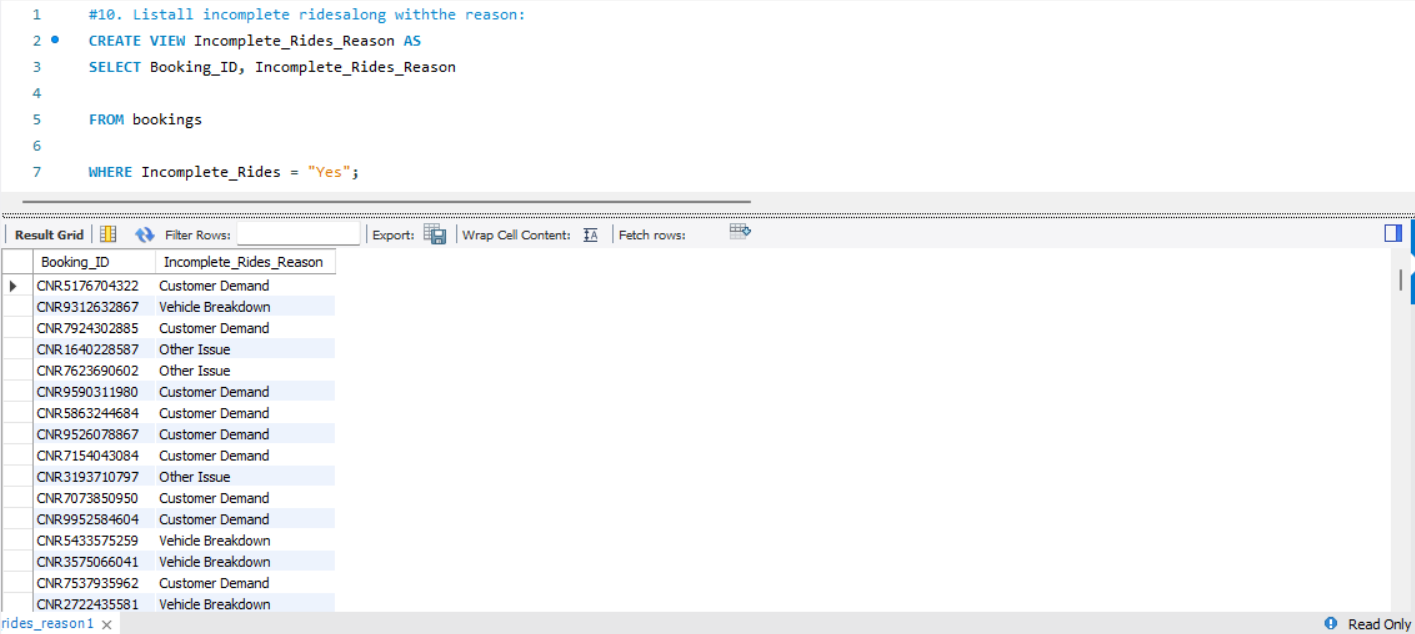 1 #10. Listall incomplete ridesalong withthe reason:
2 CREATE VIEW Incomplete_Rides_Reason AS
3 SELECT Booking_ID, Incomplete_Rides_Reason
4
5 FROM bookings
6
7 WHERE Incomplete_Rides = "Yes";
Result Grid Filter Rows: Export: Wrap Cell Content: Fetch rows:
Booking_ID Incomplete_Rides_Reason
CNR5176704322 Customer Demand
CNR9312632867 Vehicle Breakdown
CNR7924302885 Customer Demand
CNR1640228587 Other Issue
CNR7623690602 Other Issue
CNR9590311980 Customer Demand
CNR5863244684 Customer Demand
CNR9526078867 Customer Demand
CNR7154043084 Customer Demand
CNR3193710797 Other Issue
CNR7073850950 Customer Demand
CNR9952584604 Customer Demand
CNR5433575259 Vehicle Breakdown
CNR3575066041 Vehicle Breakdown
CNR7537935962 Customer Demand
CNR2722435581 Vehicle Breakdown
rides_reason1 Read Only